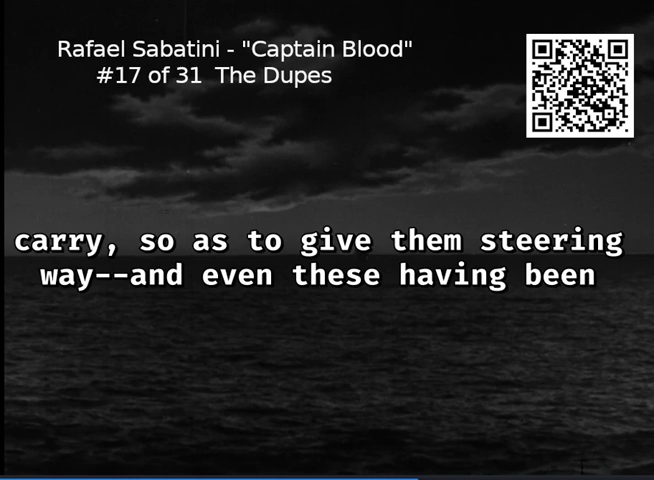 Rafael Sabatini - "Captain Blood"
#17 of 31 The Dupes
carry, so as to give them steering
way--and even these having been